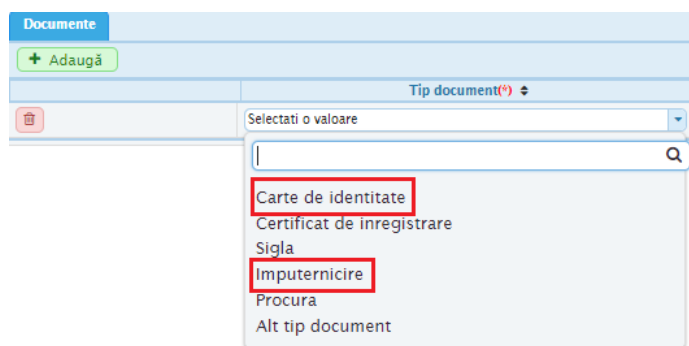 Documente
+ Adaugă
Tip document(*)
Selectati o valoare
Carte de identitate
Certificat de inregistrare
Sigla
Imputernicire
Procura
Alt tip document